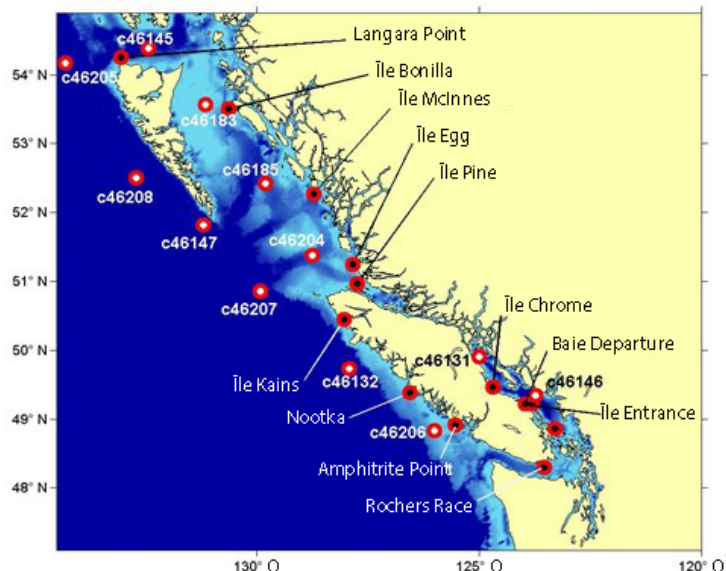 c46145
Langara Point
54° N
c46205
Île Bonilla
c46183
Île McInnes
53° N
Île Egg
c46185
c46208
Île Pine
52° N
c46147
c46204
51° N
c46207
Île Chrome
50° N
c46131
Baie Departure
c46132
c46146
Île Kains
Île Entrance
Nootka
49° N
c46206
Amphitrite Point
48° N
Rochers Race
130° O
125° O
120° O